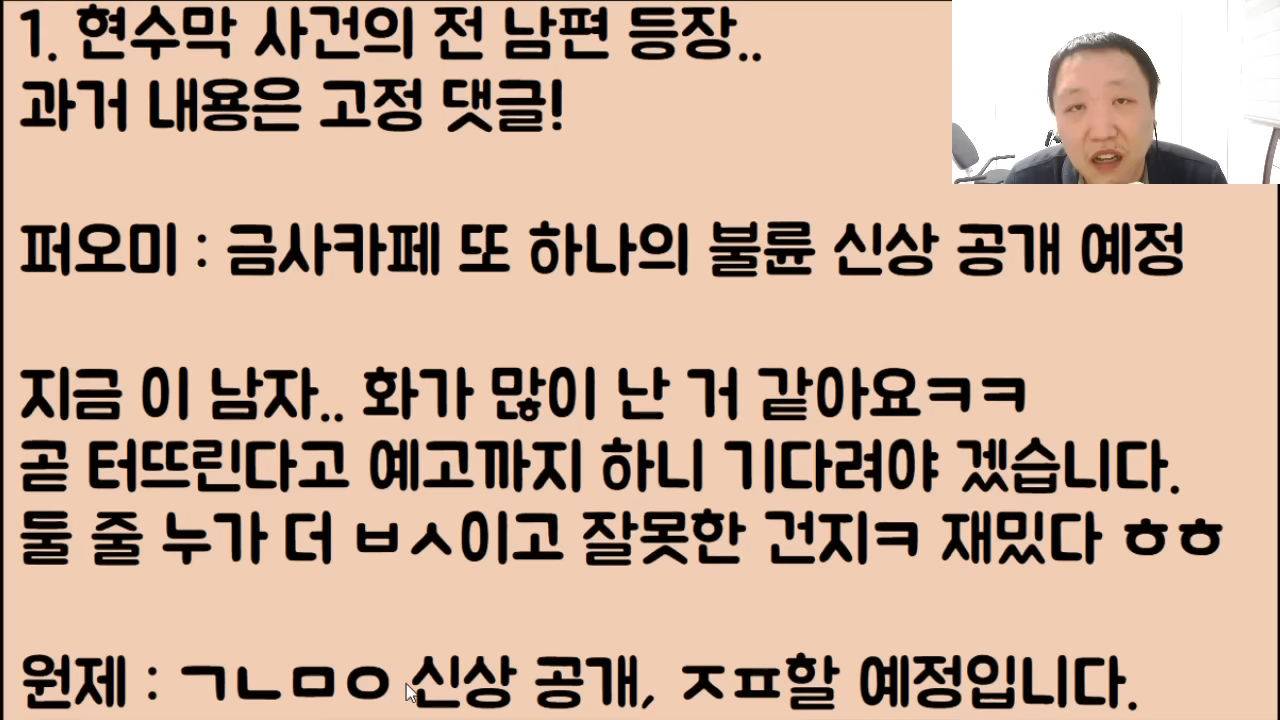 1. 현수막 사건의 전 남편 등장..
과거 내용은 고정 댓글!
퍼오미 : 금사카페 또 하나의 불륜 신상 공개 예정
지금 이 남자.. 화가 많이 난 거 같아요ㅋㅋ
곧 터뜨린다고 예고까지 하니 기다려야 겠습니다.
둘 줄 누가 더 ㅂㅅ이고 잘못한 건지ㅋ 재밌다 ㅎㅎ
원제 : ㄱㄴㅁㅇ 신상 공개, ㅈㅍ할 예정입니다.